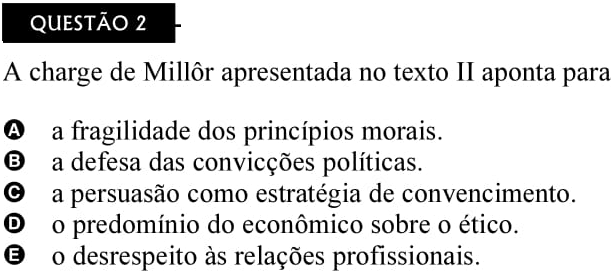 QUESTÃO 2
A charge de Millôr apresentada no texto II aponta para
A a fragilidade dos princípios morais.
B a defesa das convicções políticas.
C a persuasão como estratégia de convencimento.
D o predomínio do econômico sobre o ético.
E o desrespeito às relações profissionais.